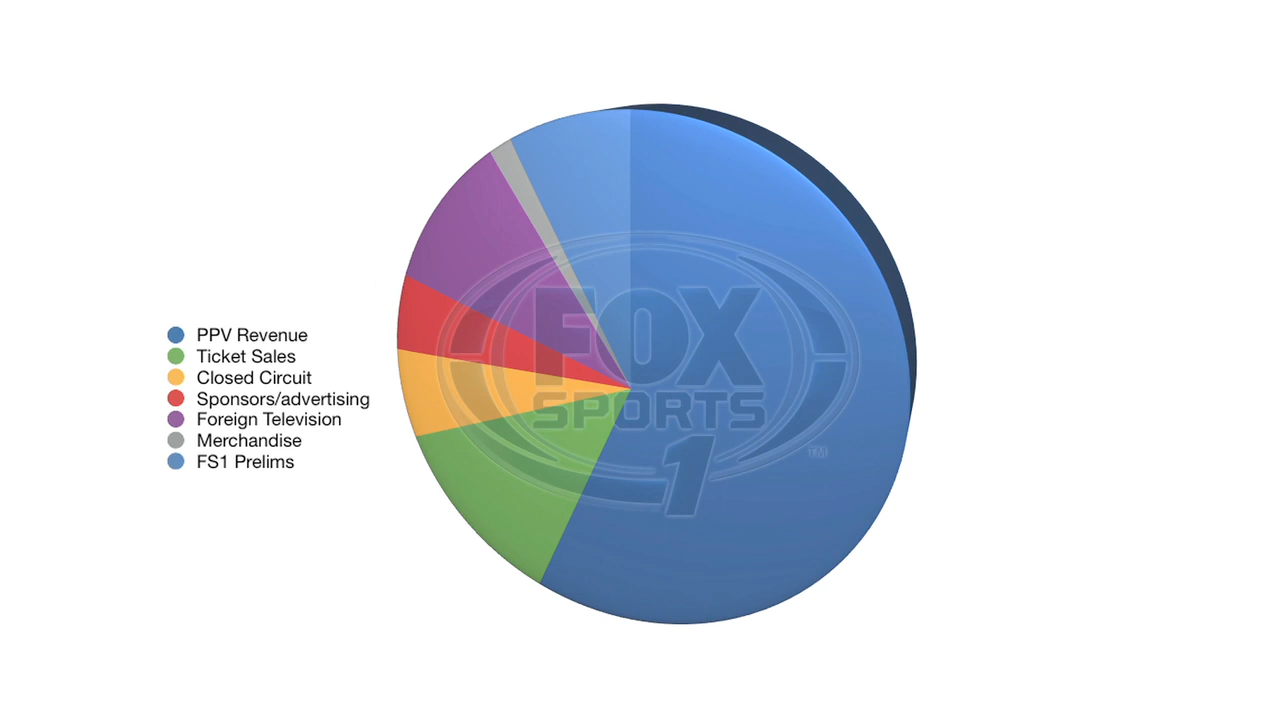 PPV Revenue
Ticket Sales
Closed Circuit
Sponsors/advertising
Foreign Television
Merchandise
FS1 Prelims
FOX
SPORTS
1
TM